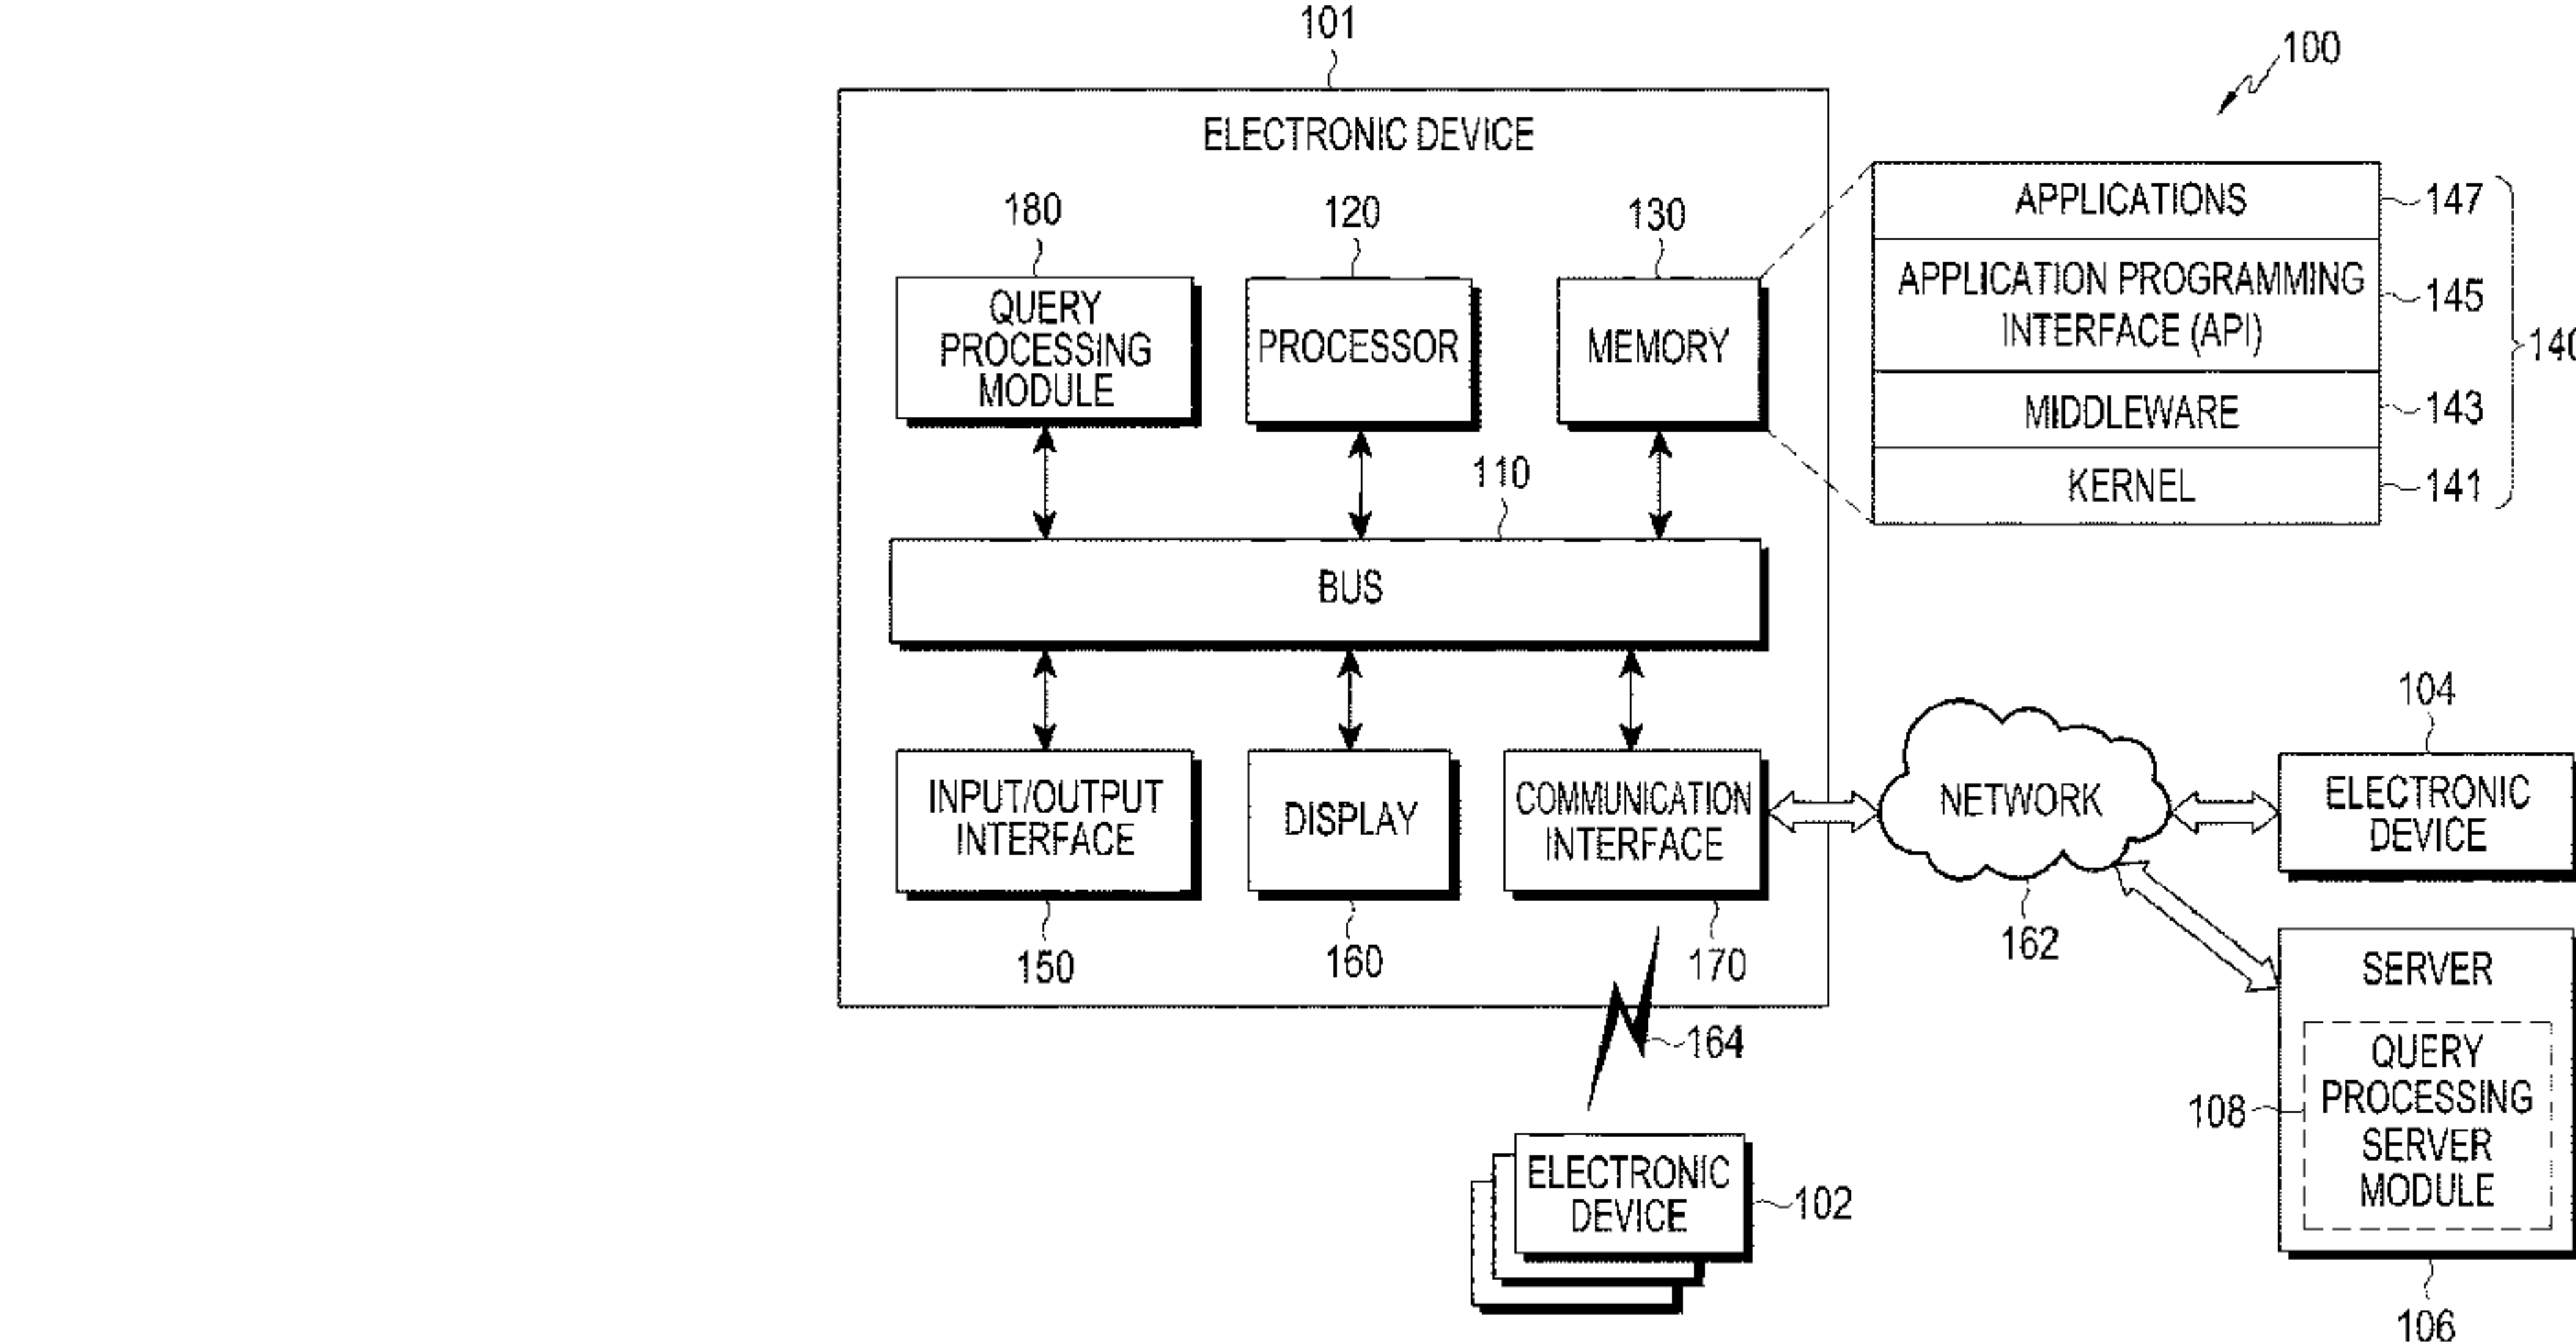 101
100
ELECTRONIC DEVICE
180
120
130
QUERY
PROCESSING
MODULE
PROCESSOR
MEMORY
APPLICATIONS
147
APPLICATION PROGRAMMING
INTERFACE (API)
145
140
MIDDLEWARE
143
KERNEL
141
110
BUS
INPUT/OUTPUT
INTERFACE
DISPLAY
COMMUNICATION
INTERFACE
150
160
170
NETWORK
162
104
ELECTRONIC
DEVICE
SERVER
QUERY
PROCESSING
SERVER
MODULE
108
106
164
ELECTRONIC
DEVICE
102